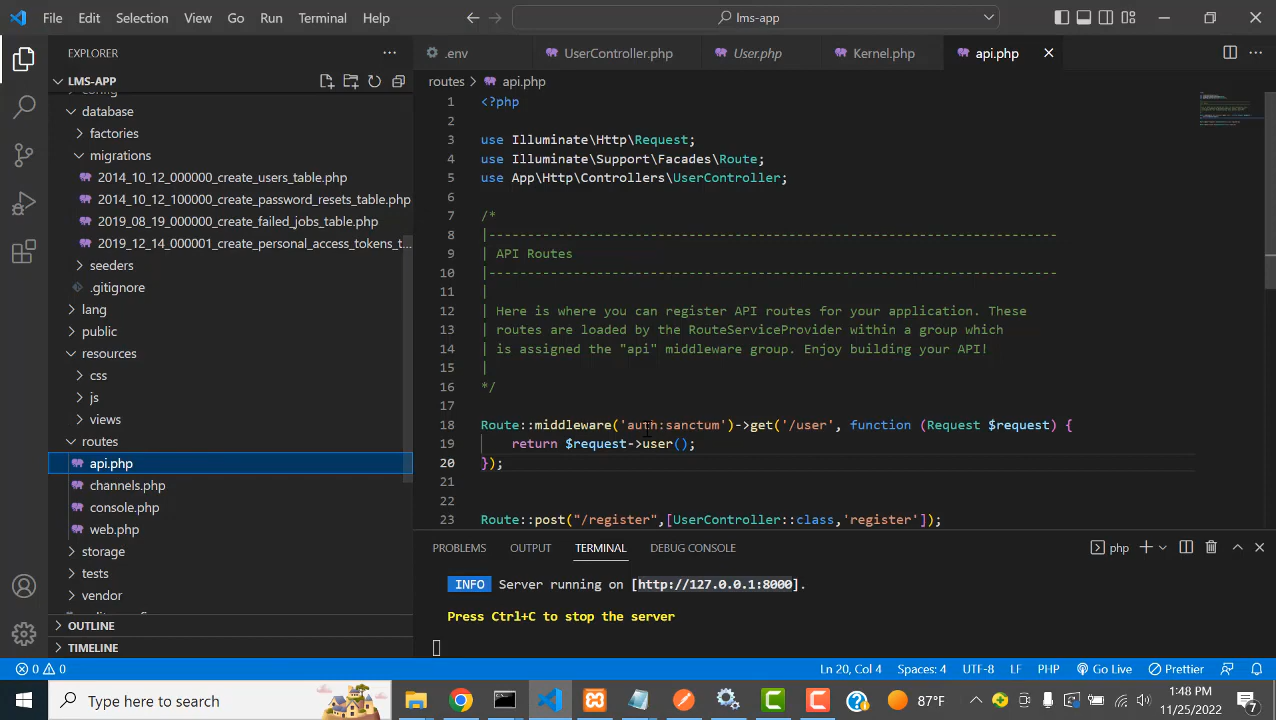 File Edit Selection View Go Run Terminal Help
lms-app
EXPLORER
.env UserController.php User.php Kernel.php api.php
LMS-APP
routes > api.php
config
database
factories
migrations
2014_10_12_000000_create_users_table.php
2014_10_12_100000_create_password_resets_table.php
2019_08_19_000000_create_failed_jobs_table.php
2019_12_14_000001_create_personal_access_tokens_t...
seeders
.gitignore
lang
public
resources
css
js
views
routes
api.php
channels.php
console.php
web.php
storage
tests
vendor
OUTLINE
TIMELINE
1 <?php
2
3 use Illuminate\Http\Request;
4 use Illuminate\Support\Facades\Route;
5 use App\Http\Controllers\UserController;
6
7 /*
8 |--------------------------------------------------------------------------
9 | API Routes
10 |--------------------------------------------------------------------------
11 |
12 | Here is where you can register API routes for your application. These
13 | routes are loaded by the RouteServiceProvider within a group which
14 | is assigned the "api" middleware group. Enjoy building your API!
15 |
16 */
17
18 Route::middleware('auth:sanctum')->get('/user', function (Request $request) {
19 return $request->user();
20 });
21
22
23 Route::post("/register",[UserController::class,'register']);
PROBLEMS OUTPUT TERMINAL DEBUG CONSOLE
php
INFO Server running on [http://127.0.0.1:8000].
Press Ctrl+C to stop the server
0 0
Ln 20, Col 4 Spaces: 4 UTF-8 LF PHP Go Live Prettier
Type here to search
87°F
1:48 PM
11/25/2022
7